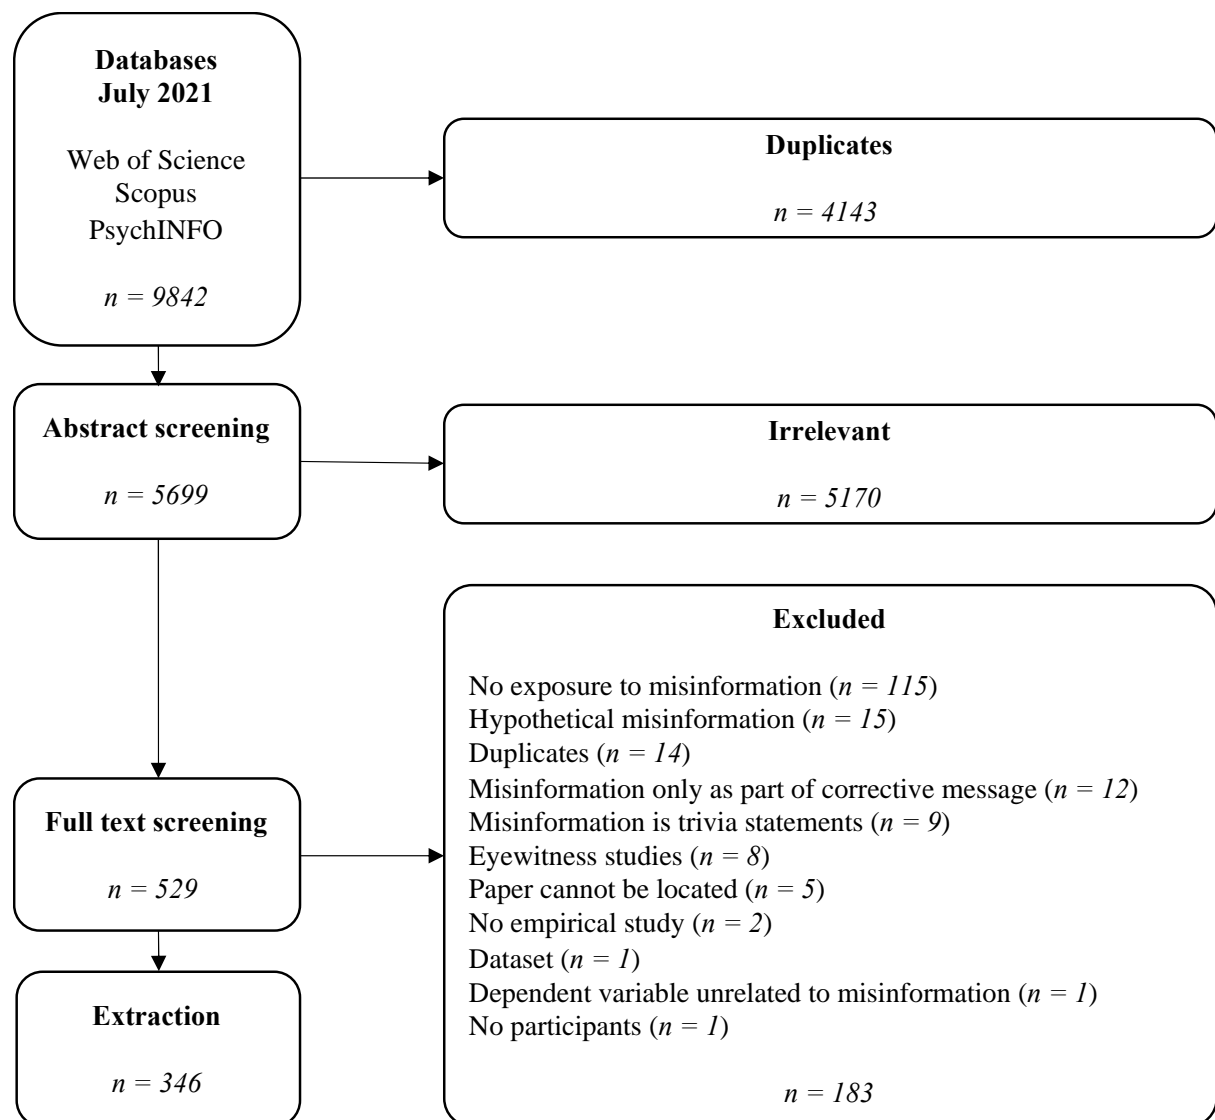 Databases
July 2021
Web of Science
Scopus
PsychINFO
n = 9842
Duplicates
n = 4143
Abstract screening
n = 5699
Irrelevant
n = 5170
Full text screening
n = 529
Excluded
No exposure to misinformation (n = 115)
Hypothetical misinformation (n = 15)
Duplicates (n = 14)
Misinformation only as part of corrective message (n = 12)
Misinformation is trivia statements (n = 9)
Eyewitness studies (n = 8)
Paper cannot be located (n = 5)
No empirical study (n = 2)
Dataset (n = 1)
Dependent variable unrelated to misinformation (n = 1)
No participants (n = 1)
n = 183
Extraction
n = 346